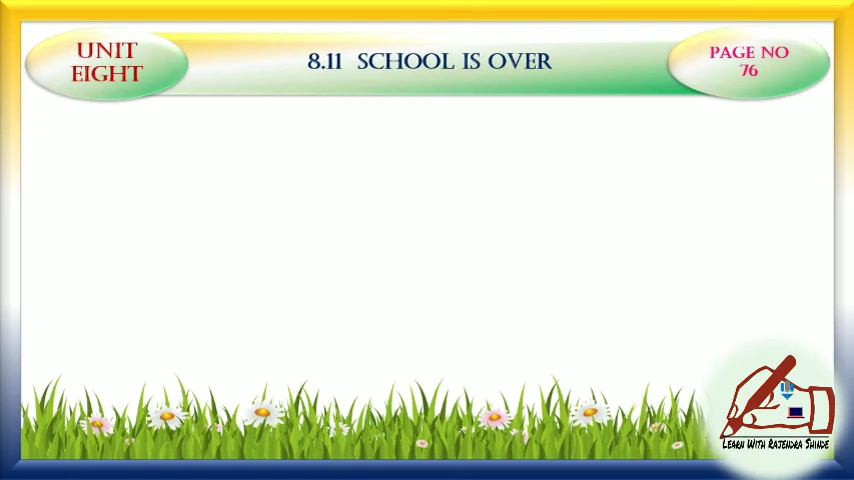 UNIT
EIGHT
8.11 SCHOOL IS OVER
PAGE NO
76
LEARN WITH RAJENDRA SHINDE